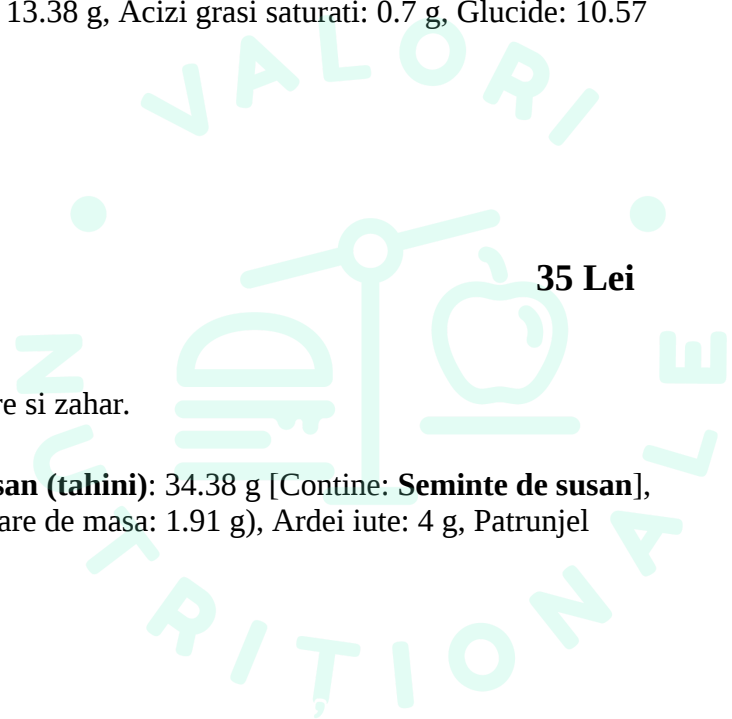 13.38 g, Acizi grasi saturati: 0.7 g, Glucide: 10.57
VALORI
35 Lei
NUTRITIONALE
re si zahar.
san (tahini): 34.38 g [Contine: Seminte de susan],
are de masa: 1.91 g), Ardei iute: 4 g, Patrunjel